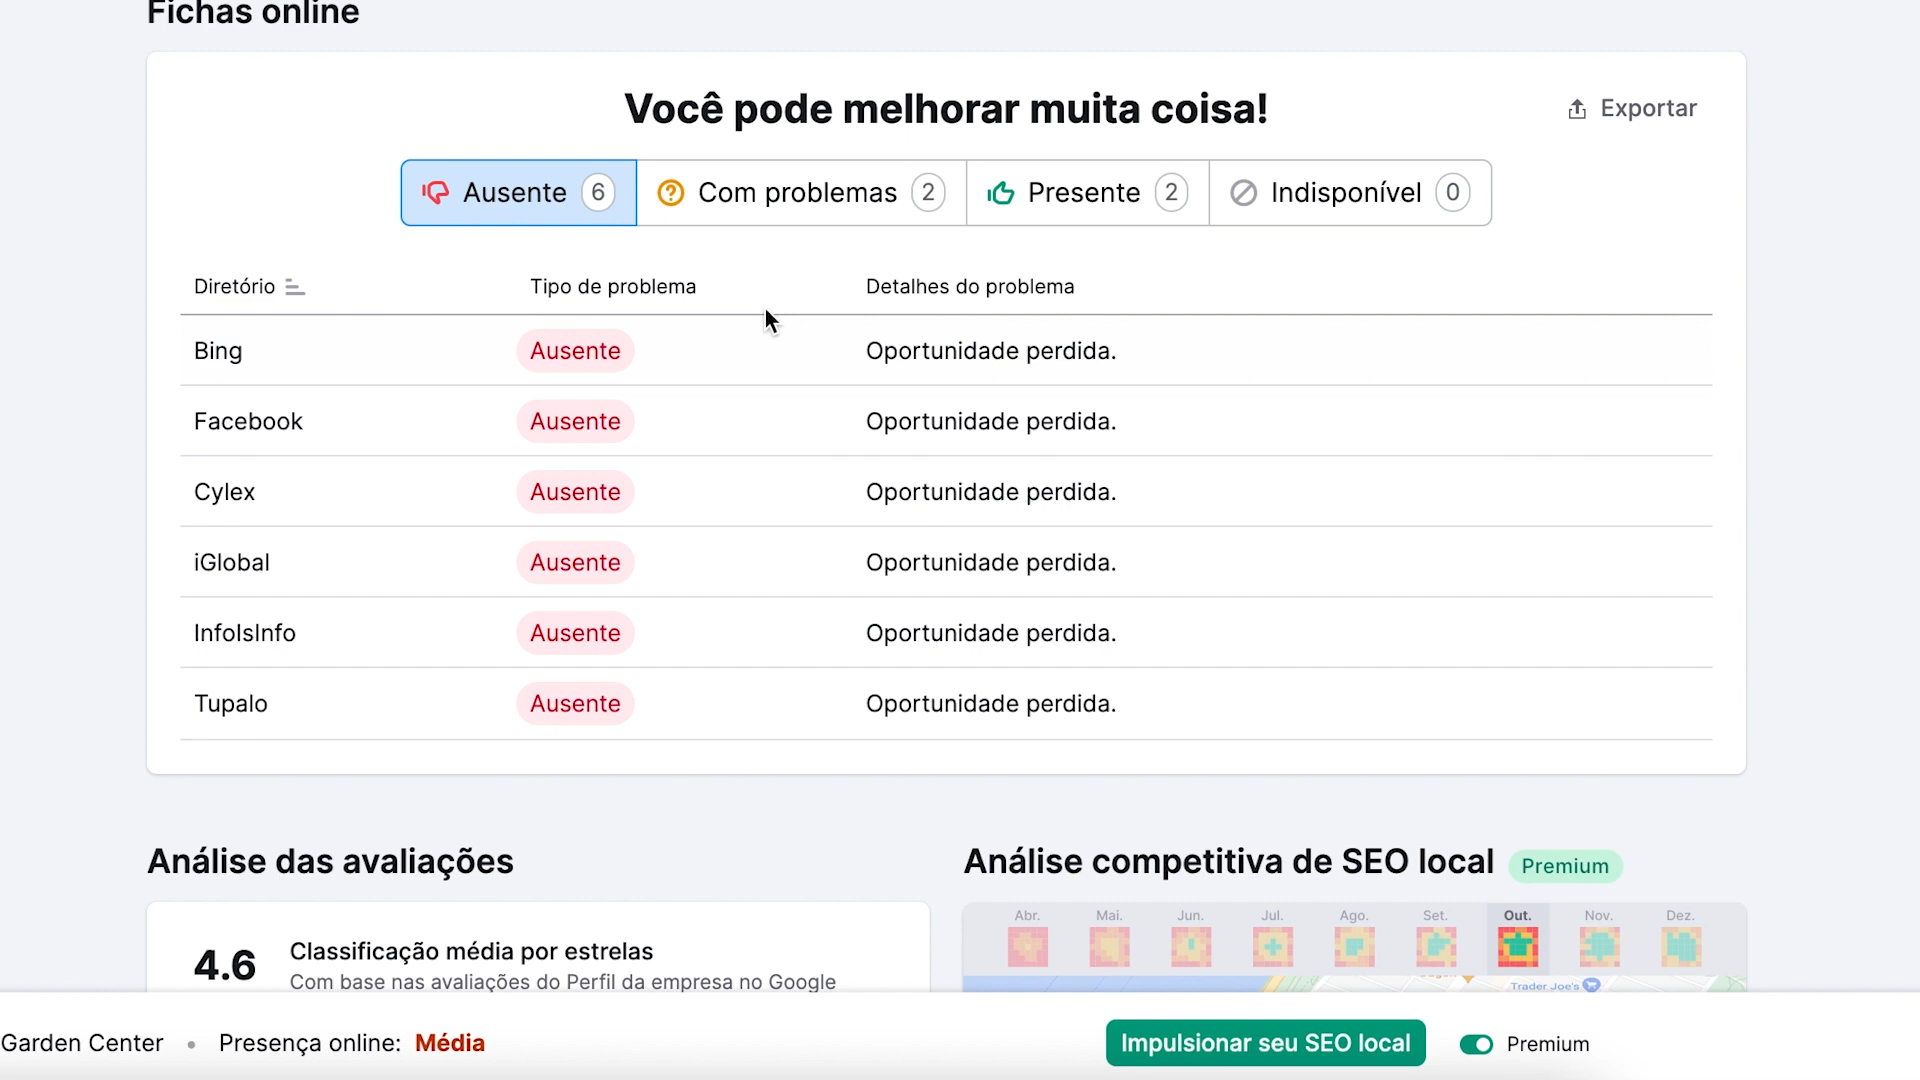 Fichas online
Você pode melhorar muita coisa!
Exportar
Ausente 6
Com problemas 2
Presente 2
Indisponível 0
Diretório Tipo de problema Detalhes do problema
Bing Ausente Oportunidade perdida.
Facebook Ausente Oportunidade perdida.
Cylex Ausente Oportunidade perdida.
iGlobal Ausente Oportunidade perdida.
InfoIsInfo Ausente Oportunidade perdida.
Tupalo Ausente Oportunidade perdida.
Análise das avaliações
4.6
Classificação média por estrelas
Com base nas avaliações do Perfil da empresa no Google
Análise competitiva de SEO local Premium
Abr. Mai. Jun. Jul. Ago. Set. Out. Nov. Dez.
Trader Joe's
Garden Center • Presença online: Média
Impulsionar seu SEO local
Premium